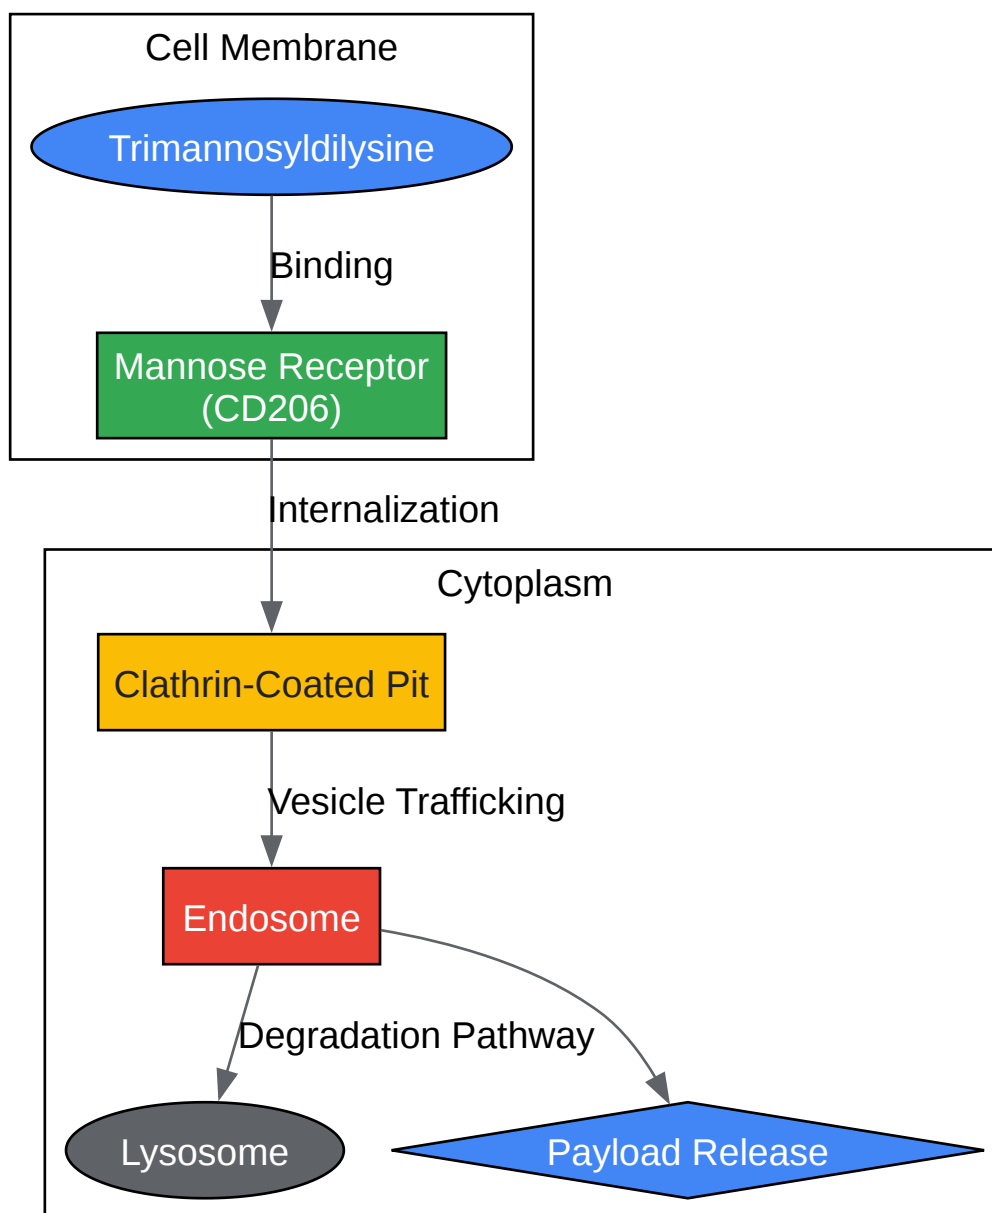 Cell Membrane
Trimannosyldilysine
Binding
Mannose Receptor
(CD206)
Internalization
Cytoplasm
Clathrin-Coated Pit
Vesicle Trafficking
Endosome
Degradation Pathway
Lysosome
Payload Release